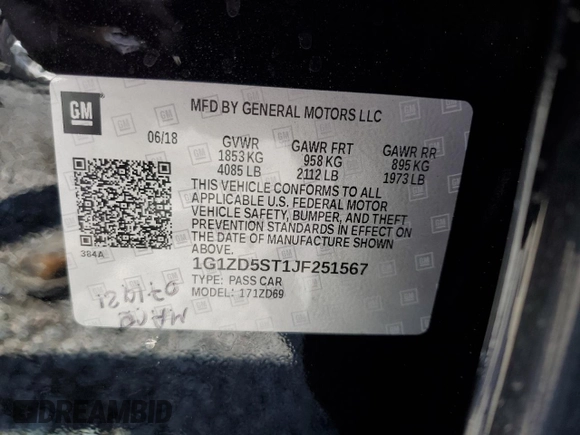 GM
MFD BY GENERAL MOTORS LLC
06/18
GVWR GAWR FRT GAWR RR
1853 KG 958 KG 895 KG
4085 LB 2112 LB 1973 LB
THIS VEHICLE CONFORMS TO ALL
APPLICABLE U.S. FEDERAL MOTOR
VEHICLE SAFETY, BUMPER, AND THEFT
PREVENTION STANDARDS IN EFFECT ON
THE DATE OF MANUFACTURE SHOWN
ABOVE.
384A
1G1ZD5ST1JF251567
TYPE: PASS CAR
MODEL: 171ZD69
DREAMBID